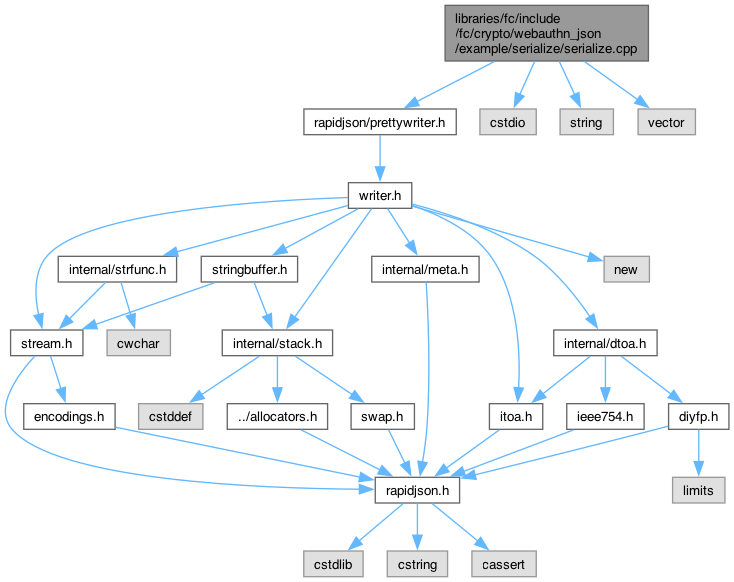 libraries/fc/include
/fc/crypto/webauthn_json
/example/serialize/serialize.cpp
rapidjson/prettywriter.h
cstdio
string
vector
writer.h
internal/strfunc.h
stringbuffer.h
internal/meta.h
new
stream.h
cwchar
internal/stack.h
internal/dtoa.h
encodings.h
cstddef
../allocators.h
swap.h
itoa.h
ieee754.h
diyfp.h
rapidjson.h
limits
cstdlib
cstring
cassert